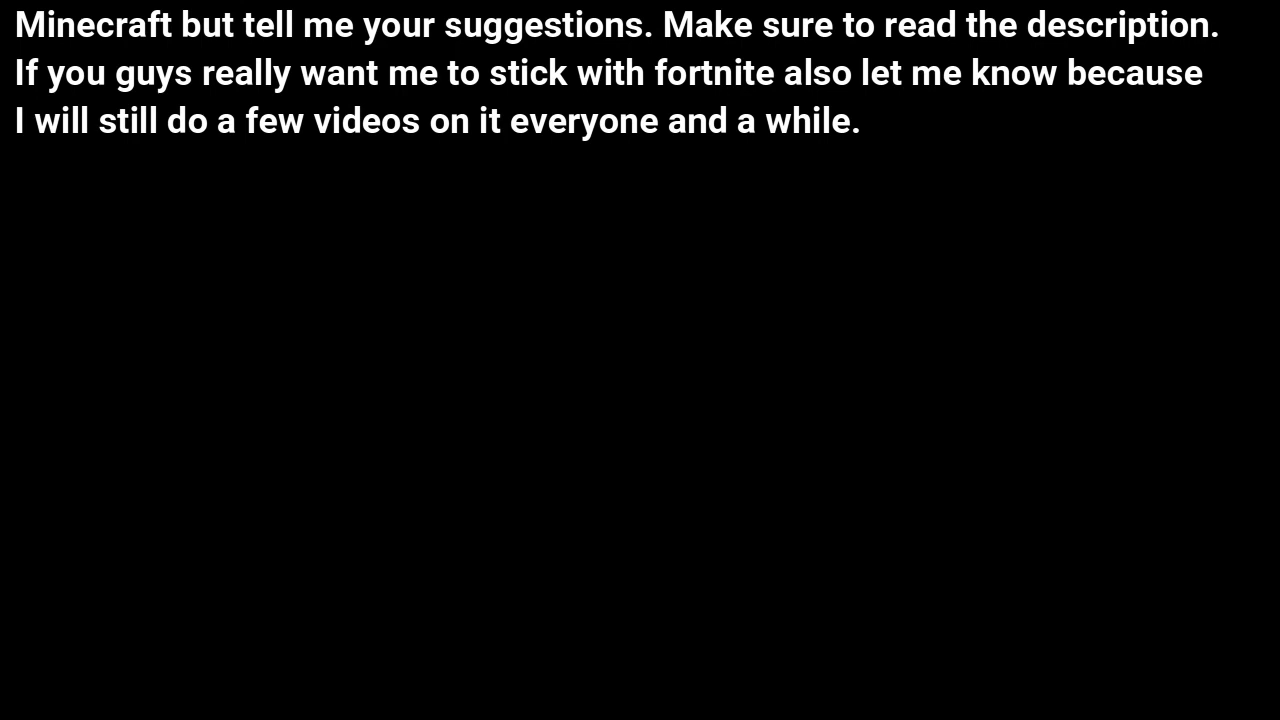 Minecraft but tell me your suggestions. Make sure to read the description.
If you guys really want me to stick with fortnite also let me know because
I will still do a few videos on it everyone and a while.